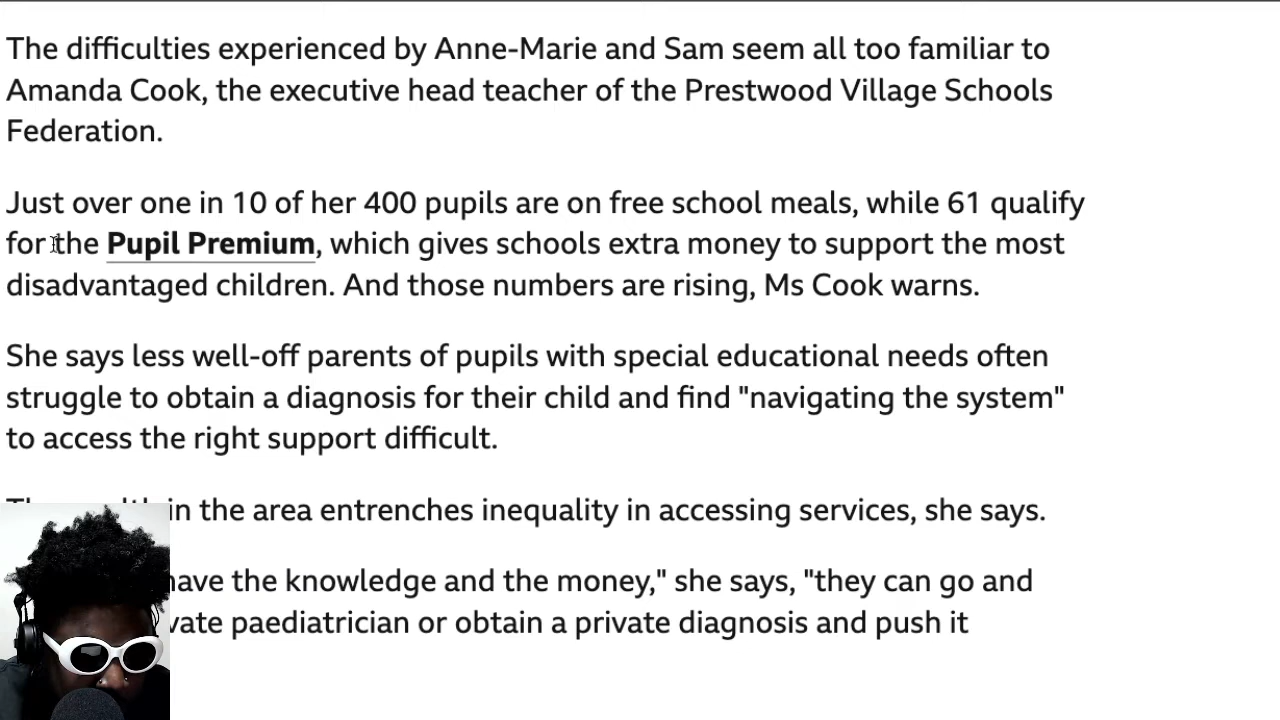 The difficulties experienced by Anne-Marie and Sam seem all too familiar to
Amanda Cook, the executive head teacher of the Prestwood Village Schools
Federation.
Just over one in 10 of her 400 pupils are on free school meals, while 61 qualify
for the Pupil Premium, which gives schools extra money to support the most
disadvantaged children. And those numbers are rising, Ms Cook warns.
She says less well-off parents of pupils with special educational needs often
struggle to obtain a diagnosis for their child and find "navigating the system"
to access the right support difficult.
in the area entrenches inequality in accessing services, she says.
have the knowledge and the money," she says, "they can go and
paediatrician or obtain a private diagnosis and push it